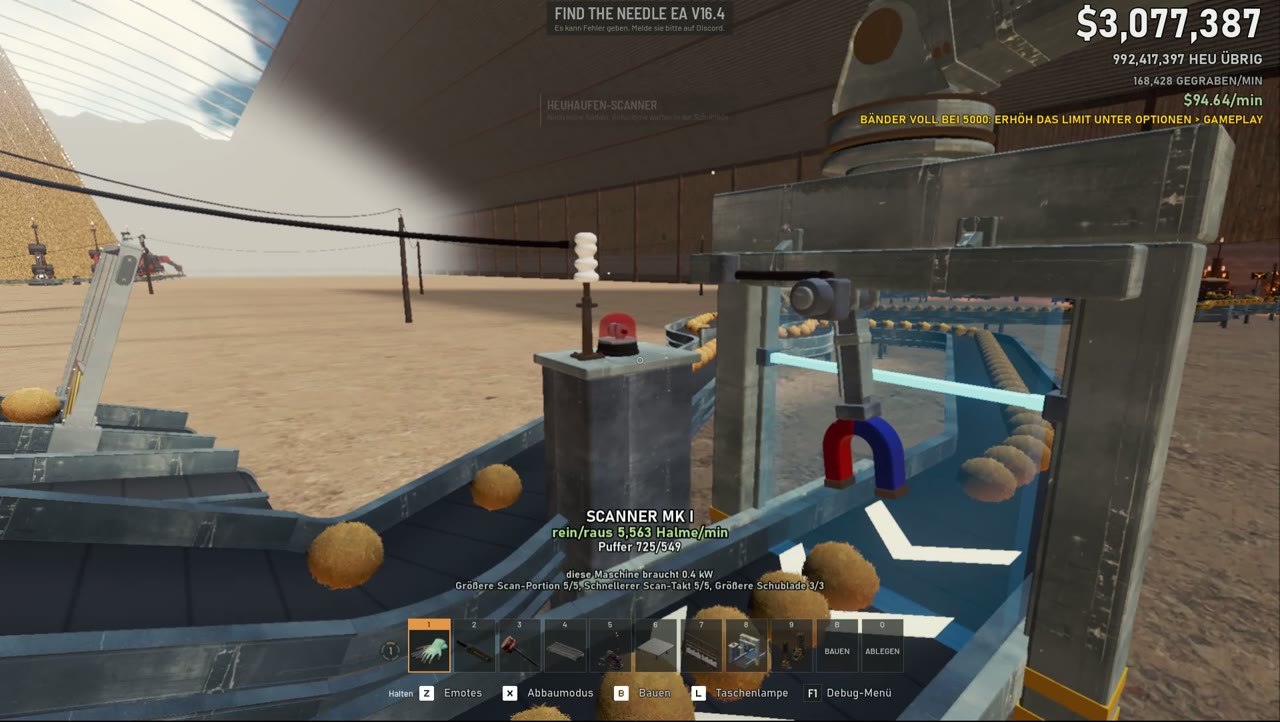 FIND THE NEEDLE EA V16.4
Es kann Fehler geben. Melde sie bitte auf Discord.
$3,077,387
992,417,397 HEU ÜBRIG
168,428 GEGRABEN/MIN
$94.64/min
BÄNDER VOLL BEI 5000: ERHÖH DAS LIMIT UNTER OPTIONEN > GAMEPLAY
HEUHAUFEN-SCANNER
SCANNER MK I
rein/raus 5,563 Halme/min
Puffer 725/549
diese Maschine braucht 0.4 kW
Größere Scan-Portion 5/5, Schnellerer Scan-Takt 5/5, Größere Schublade 3/3
1 2 3 4 5 6 7 8 9 B 0
1
BAUEN
ABLEGEN
Halten Z Emotes X Abbaumodus B Bauen L Taschenlampe F1 Debug-Menü